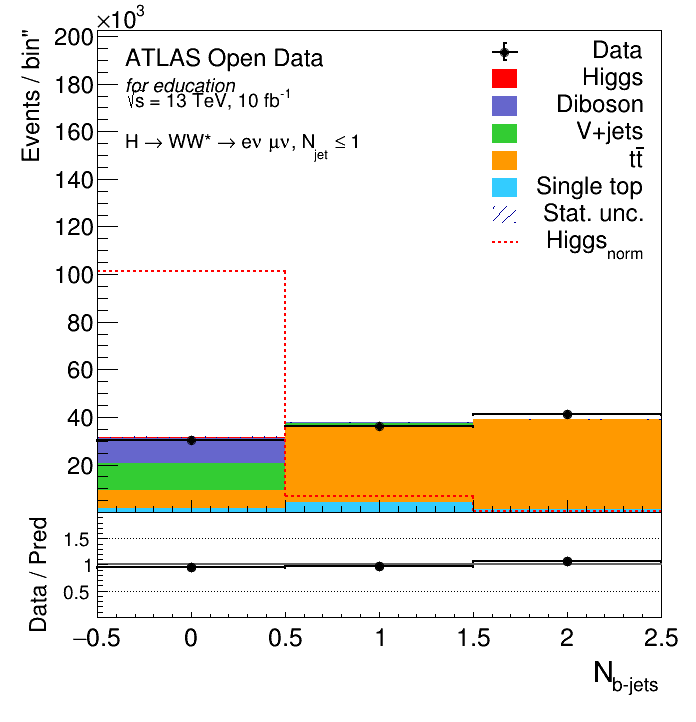 ×10³
Events / bin"
200
180
160
140
120
100
80
60
40
20
ATLAS Open Data
for education
√s = 13 TeV, 10 fb⁻¹
H → WW* → eν μν, N_jet ≤ 1
Data
Higgs
Diboson
V+jets
tt̄
Single top
Stat. unc.
Higgs_norm
Data / Pred
1.5
1
0.5
−0.5 0 0.5 1 1.5 2 2.5
N_b-jets